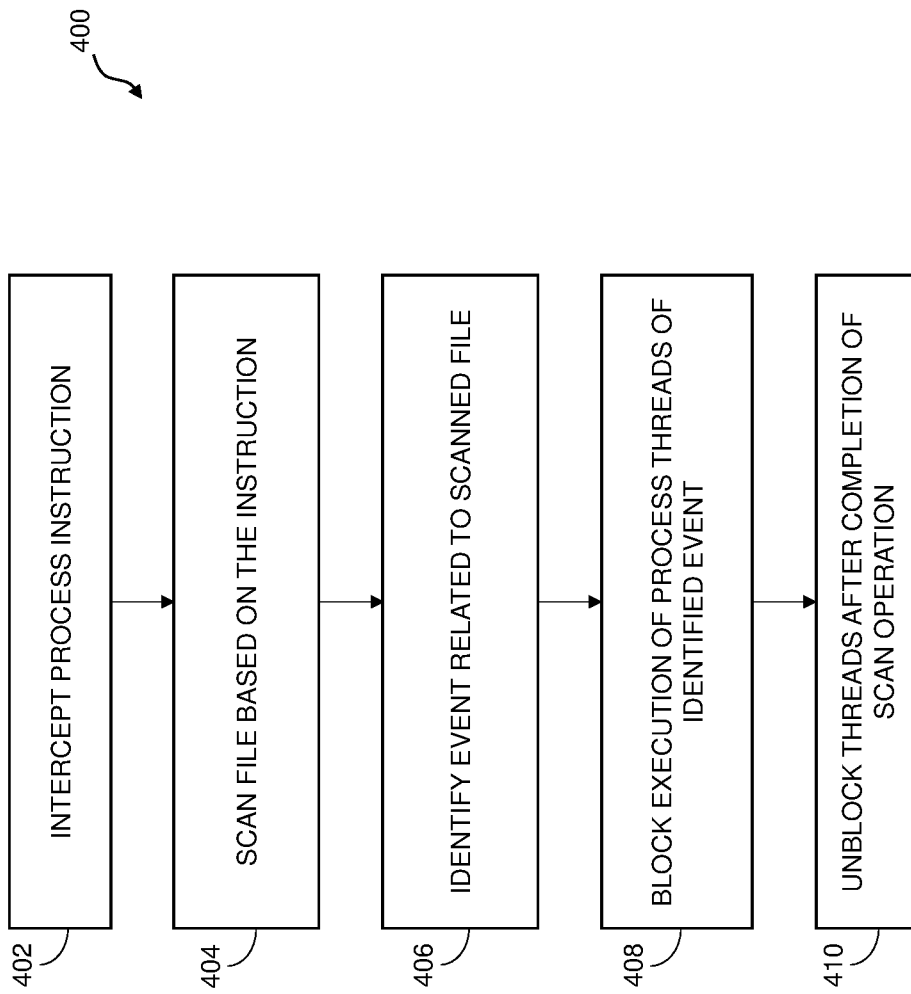 400
402
INTERCEPT PROCESS INSTRUCTION
404
SCAN FILE BASED ON THE INSTRUCTION
406
IDENTIFY EVENT RELATED TO SCANNED FILE
408
BLOCK EXECUTION OF PROCESS THREADS OF
IDENTIFIED EVENT
410
UNBLOCK THREADS AFTER COMPLETION OF
SCAN OPERATION